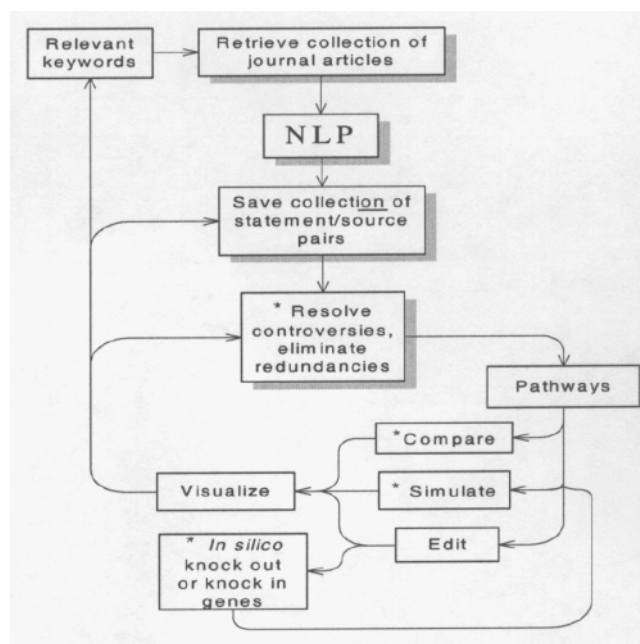 Relevant
keywords
Retrieve collection of
journal articles
NLP
Save collection of
statement/source
pairs
* Resolve
controversies,
eliminate
redundancies
Pathways
* Compare
Visualize
* Simulate
Edit
* In silico
knock out
or knock in
genes